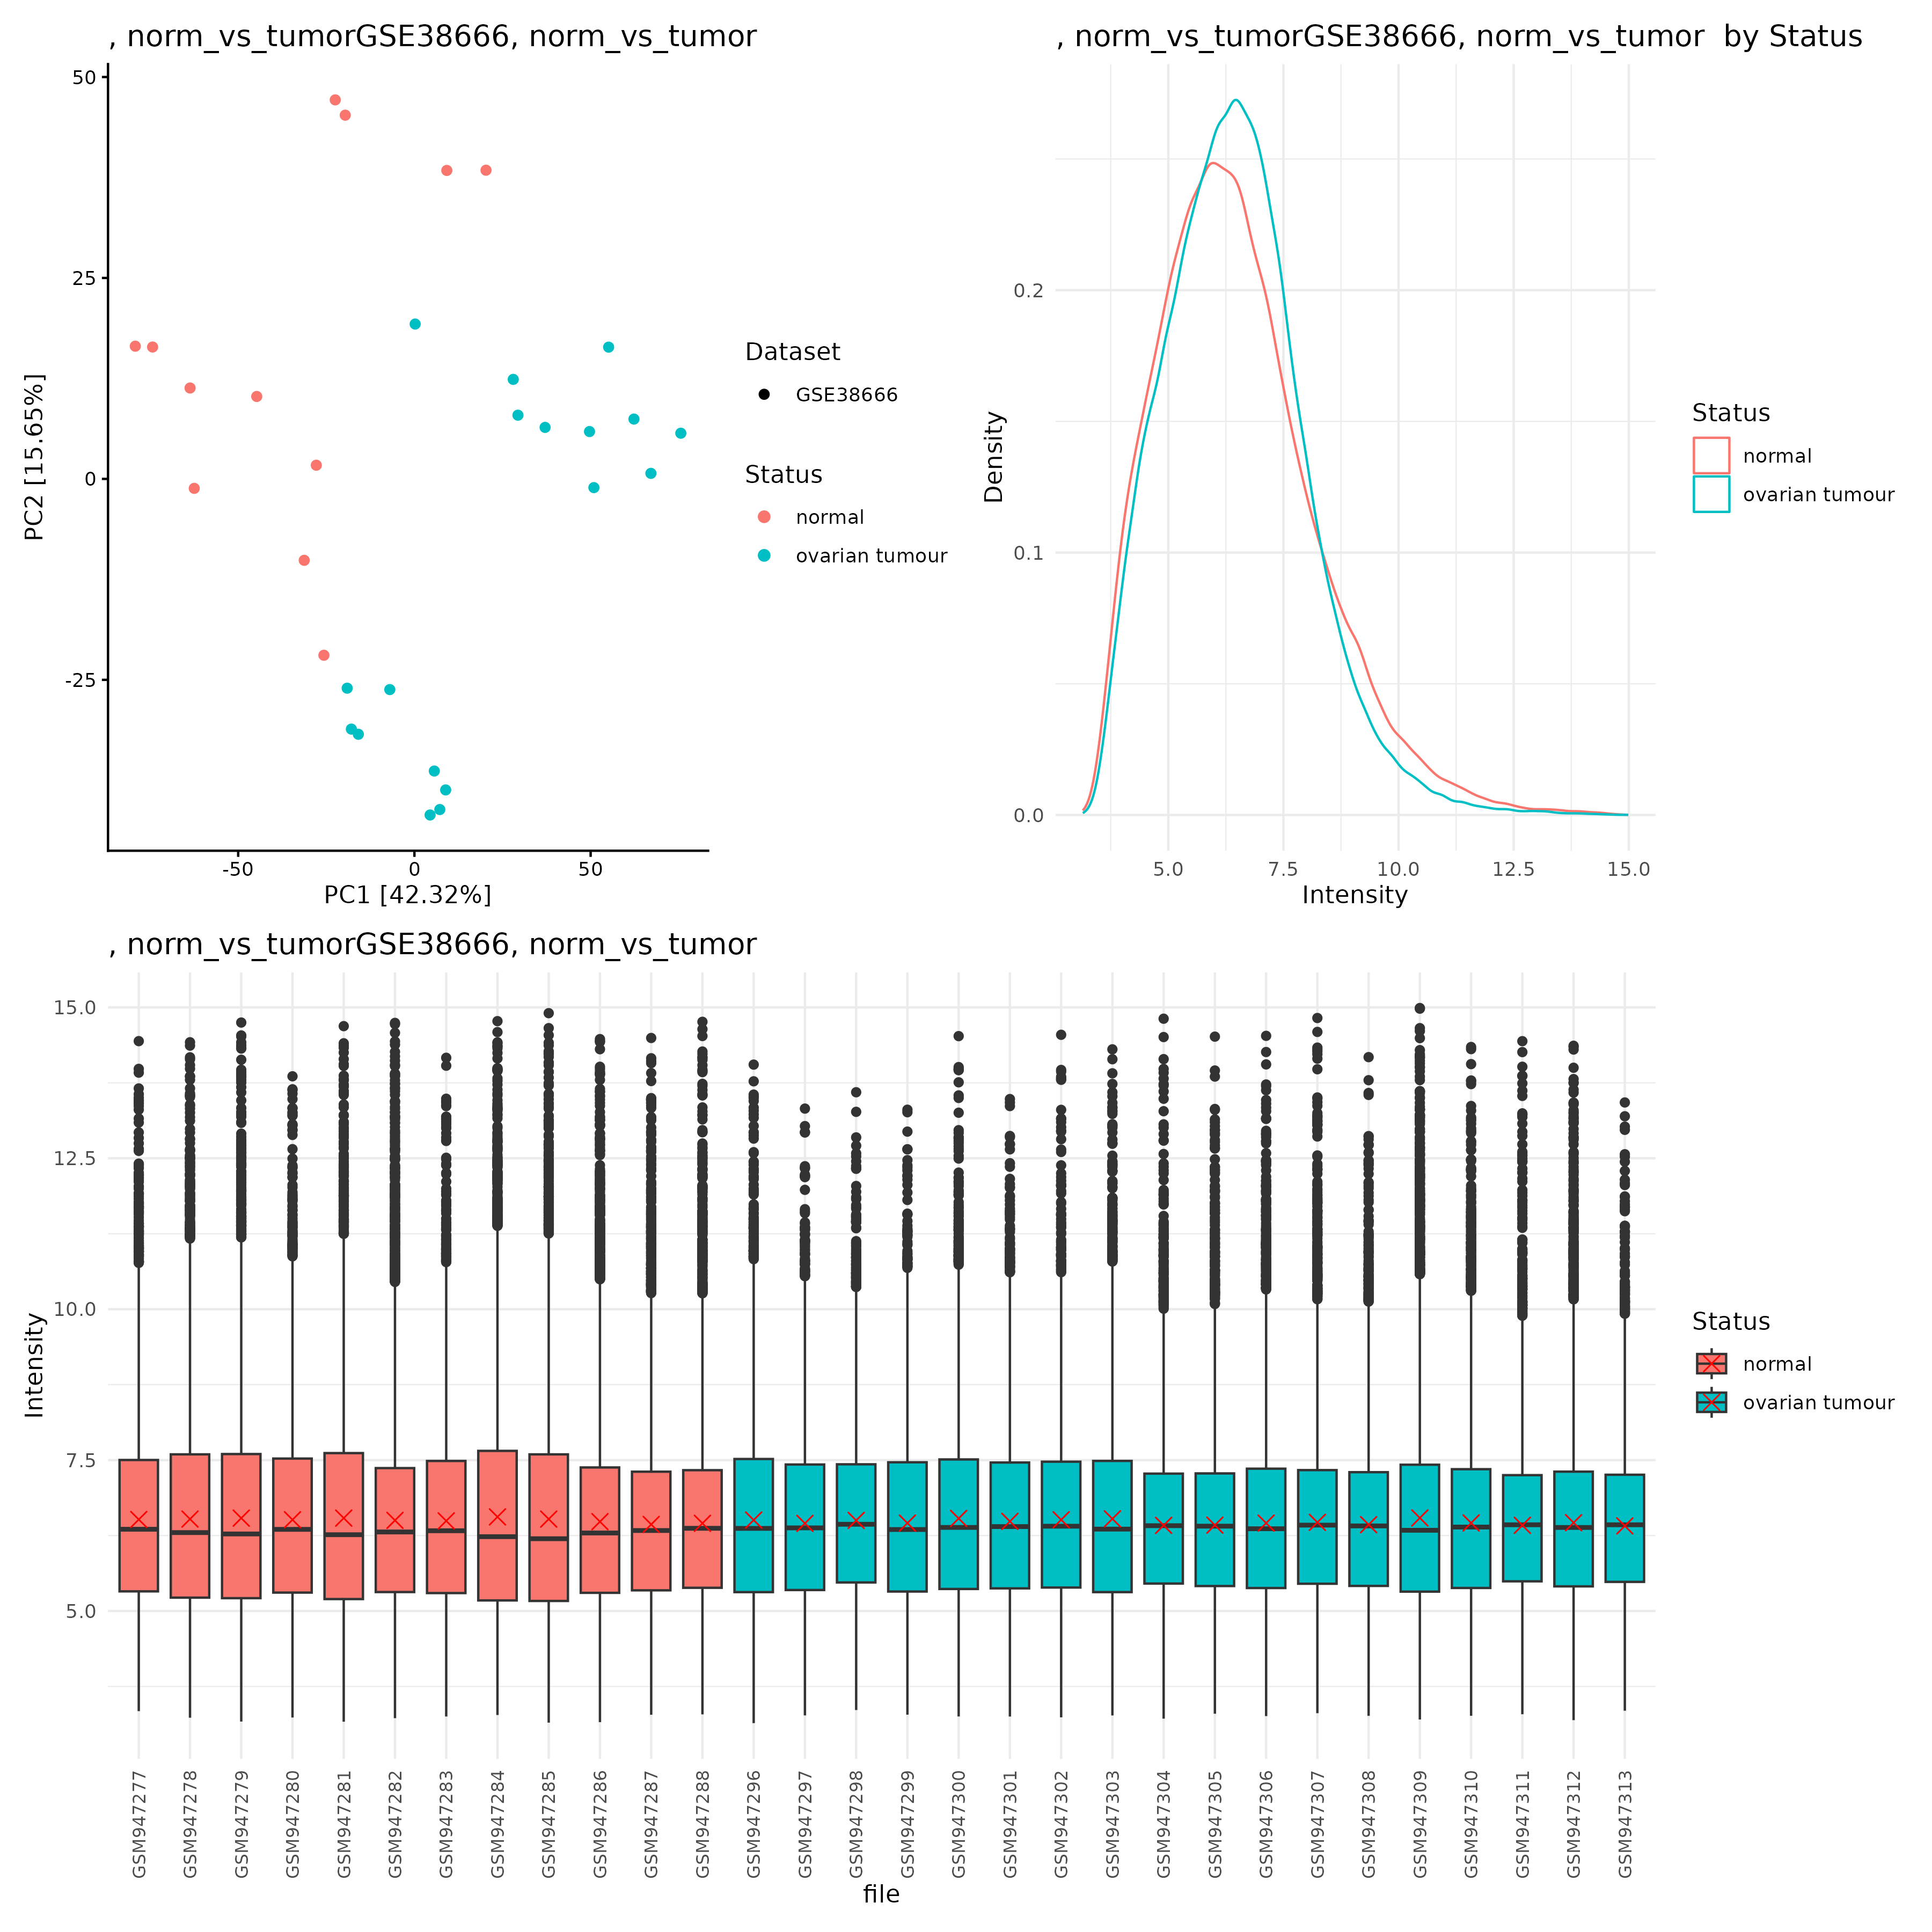 , norm_vs_tumorGSE38666, norm_vs_tumor
50
25
0
-25
-50
0
50
PC2 [15.65%]
PC1 [42.32%]
Dataset
GSE38666
Status
normal
ovarian tumour
, norm_vs_tumorGSE38666, norm_vs_tumor  by Status
0.2
0.1
0.0
5.0
7.5
10.0
12.5
15.0
Density
Intensity
Status
normal
ovarian tumour
, norm_vs_tumorGSE38666, norm_vs_tumor
15.0
12.5
10.0
7.5
5.0
Intensity
GSM947277
GSM947278
GSM947279
GSM947280
GSM947281
GSM947282
GSM947283
GSM947284
GSM947285
GSM947286
GSM947287
GSM947288
GSM947296
GSM947297
GSM947298
GSM947299
GSM947300
GSM947301
GSM947302
GSM947303
GSM947304
GSM947305
GSM947306
GSM947307
GSM947308
GSM947309
GSM947310
GSM947311
GSM947312
GSM947313
file
Status
normal
ovarian tumour